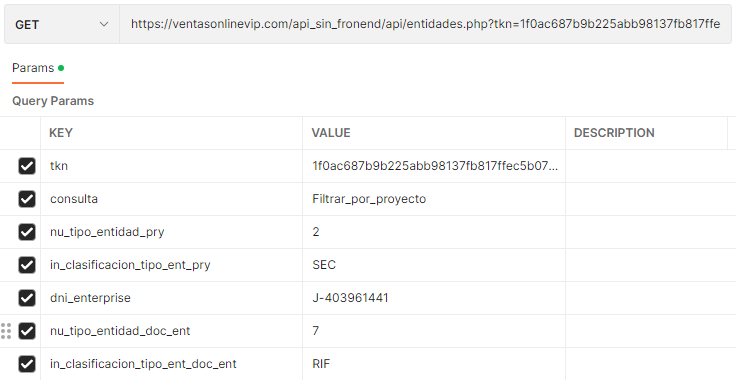 GET https://ventasonlinevip.com/api_sin_fronend/api/entidades.php?tkn=1f0ac687b9b225abb98137fb817ffe
Params
Query Params
KEY VALUE DESCRIPTION
tkn 1f0ac687b9b225abb98137fb817ffec5b07...
consulta Filtrar_por_proyecto
nu_tipo_entidad_pry 2
in_clasificacion_tipo_ent_pry SEC
dni_enterprise J-403961441
nu_tipo_entidad_doc_ent 7
in_clasificacion_tipo_ent_doc_ent RIF